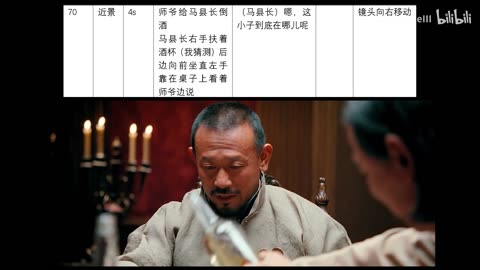 elll bilibili
70
近景
4s
师爷给马县长倒
酒
马县长右手扶着
酒杯（我猜测）后
边向前坐直左手
靠在桌子上看着
师爷边说
（马县长）嗯，这
小子到底在哪儿呢
镜头向右移动